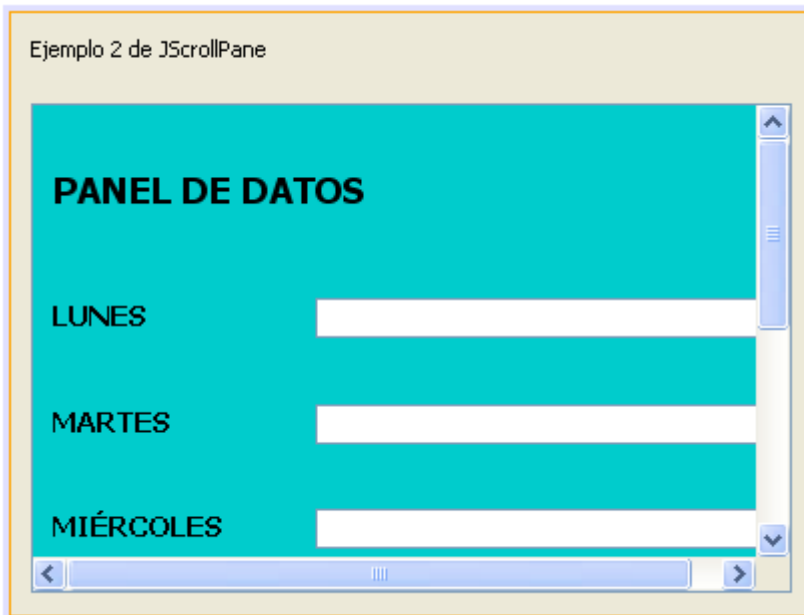 Ejemplo 2 de JScrollPane
PANEL DE DATOS
LUNES
MARTES
MIÉRCOLES